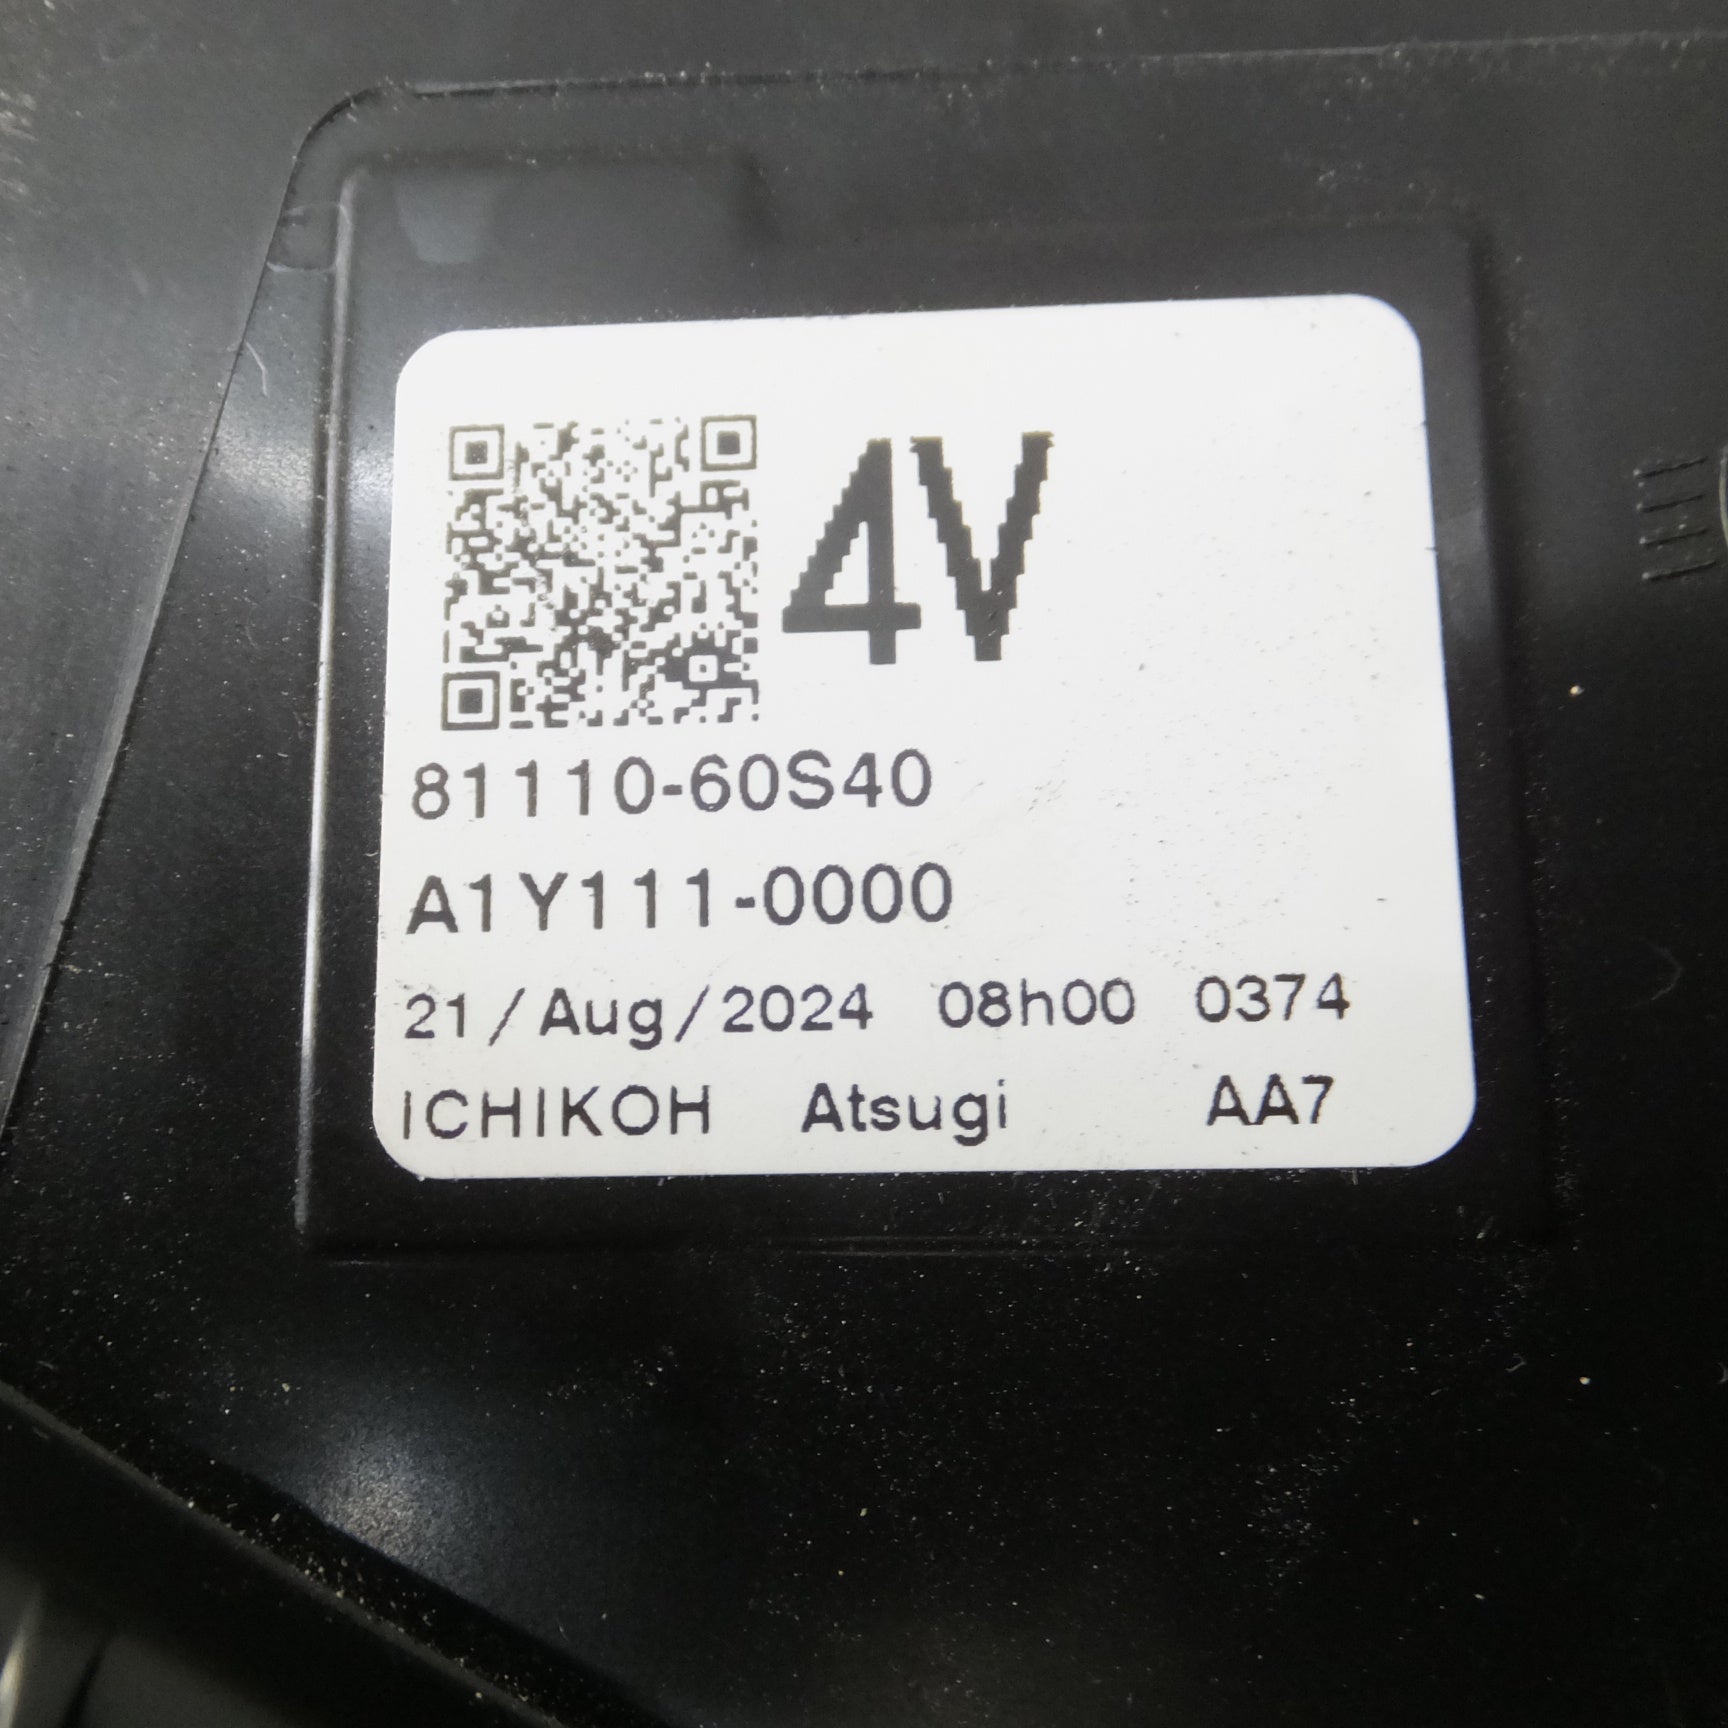 4V
81110-60S40
A1Y111-0000
21/Aug/2024 08h00 0374
ICHIKOH Atsugi AA7